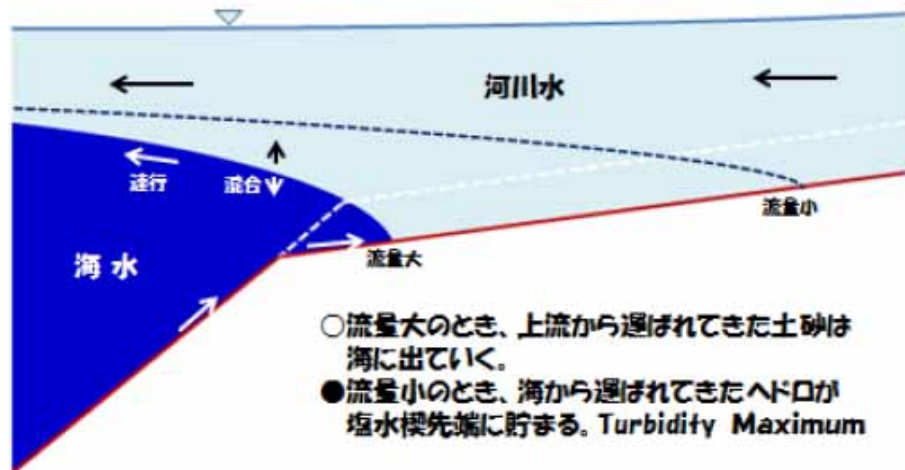 河川水
連行
混合
流量小
海水
流量大
○流量大のとき、上流から運ばれてきた土砂は
海に出ていく。
●流量小のとき、海から運ばれてきたヘドロが
塩水楔先端に貯まる。Turbidity Maximum